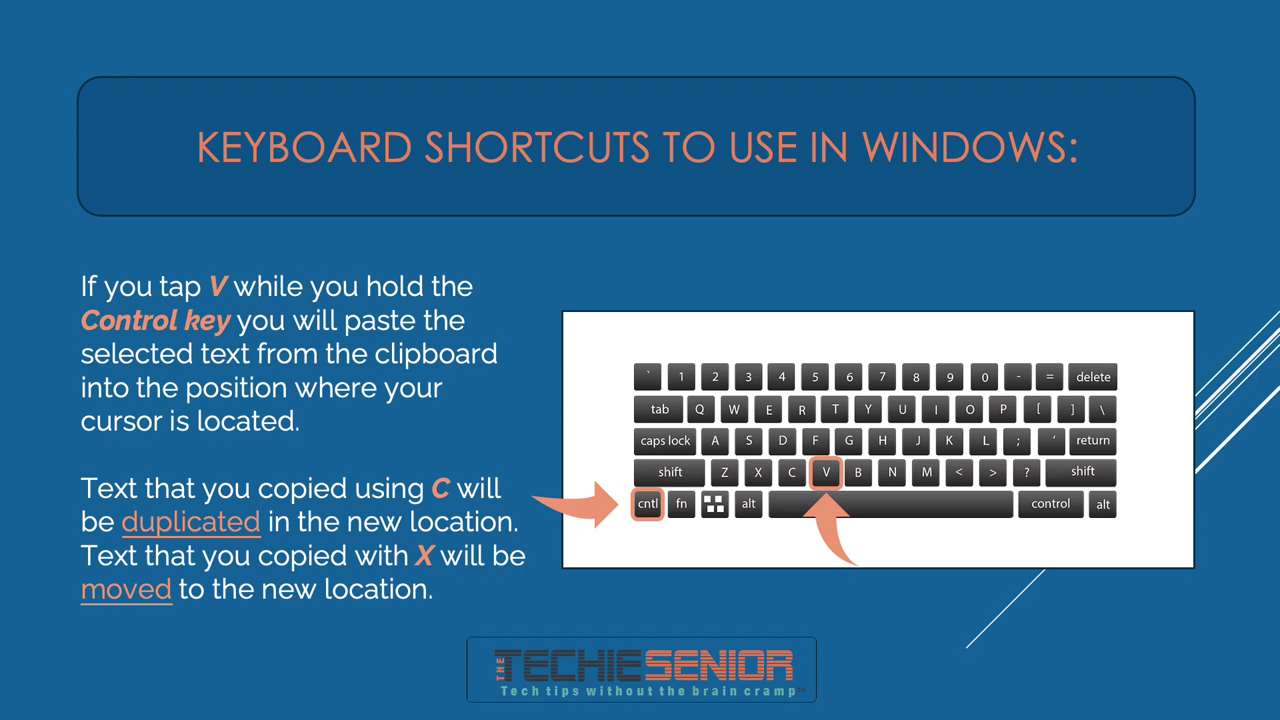 KEYBOARD SHORTCUTS TO USE IN WINDOWS:
If you tap V while you hold the
Control key you will paste the
selected text from the clipboard
into the position where your
cursor is located.
Text that you copied using C will
be duplicated in the new location.
Text that you copied with X will be
moved to the new location.
` 1 2 3 4 5 6 7 8 9 0 - = delete
tab Q W E R T Y U I O P [ ] \
caps lock A S D F G H J K L ; ‘ return
shift Z X C V B N M < > ? shift
cntl fn alt control alt
THE TECHIE SENIOR
Tech tips without the brain cramp™